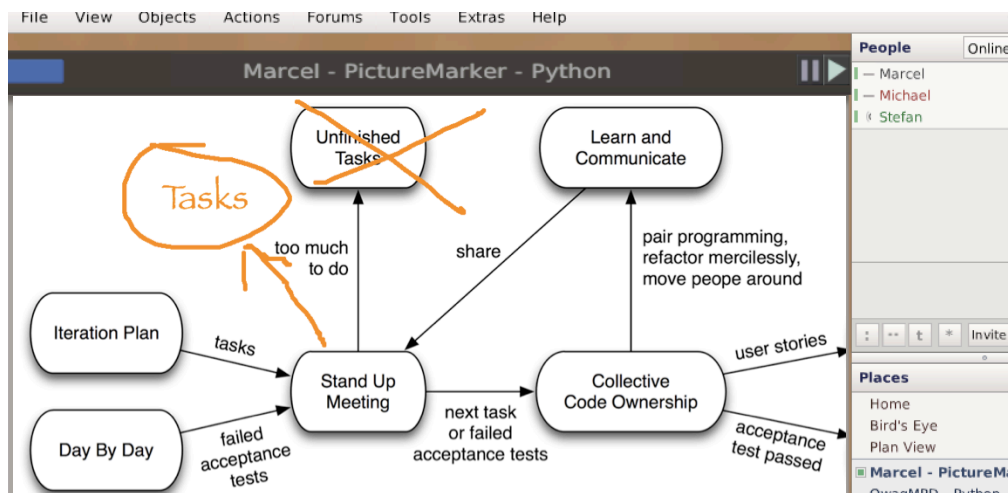 File View Objects Actions Forums Tools Extras Help
People Online
Marcel - PictureMarker - Python
Marcel
Michael
Stefan
Unfinished
Tasks
Learn and
Communicate
Tasks
too much
to do
share
pair programming,
refactor mercilessly,
move peope around
Iteration Plan
tasks
Stand Up
Meeting
Collective
Code Ownership
user stories
: -- t * Invite
Places
Day By Day
failed
acceptance
tests
next task
or failed
acceptance tests
acceptance
test passed
Home
Bird's Eye
Plan View
Marcel - PictureMa